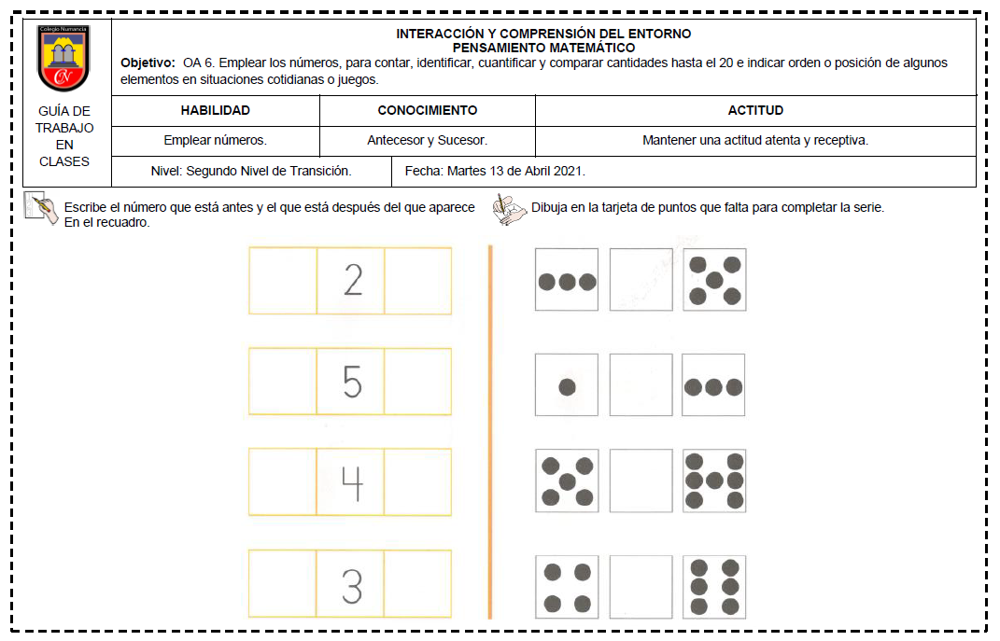 Colegio Numancia
CN
GUÍA DE
TRABAJO
EN
CLASES
INTERACCIÓN Y COMPRENSIÓN DEL ENTORNO
PENSAMIENTO MATEMÁTICO
Objetivo: OA 6. Emplear los números, para contar, identificar, cuantificar y comparar cantidades hasta el 20 e indicar orden o posición de algunos
elementos en situaciones cotidianas o juegos.
HABILIDAD CONOCIMIENTO ACTITUD
Emplear números. Antecesor y Sucesor. Mantener una actitud atenta y receptiva.
Nivel: Segundo Nivel de Transición. Fecha: Martes 13 de Abril 2021.
Escribe el número que está antes y el que está después del que aparece
En el recuadro.
2
5
4
3
Dibuja en la tarjeta de puntos que falta para completar la serie.